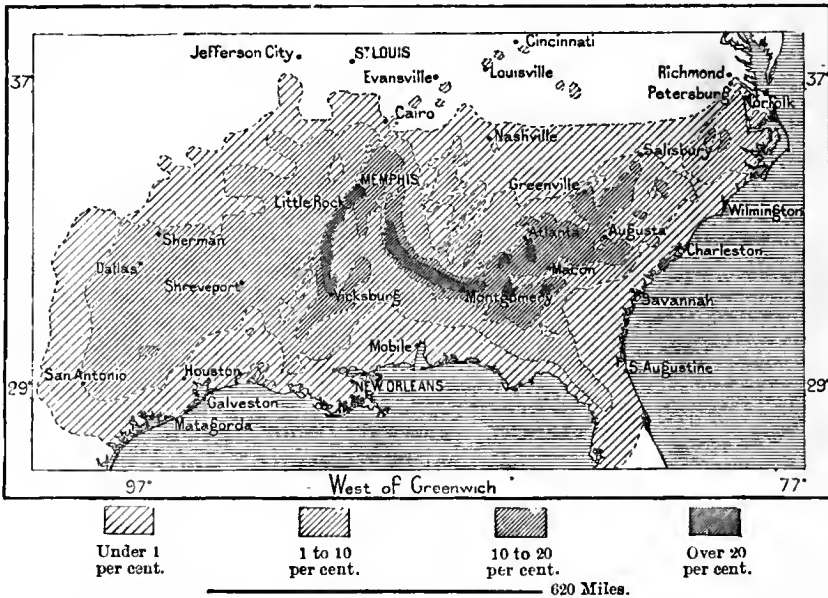 Cincinnati
Jefferson City
ST LOUIS
Evansville
Louisville
37°
37°
Richmond
Petersburg
Norfolk
Cairo
Nashville
Salisbury
MEMPHIS
Greenville
Little Rock
Wilmington
Sherman
Atlanta
Augusta
Charleston
Dallas
Macon
Shreveport
Vicksburg
Montgomery
Savannah
Mobile
San Antonio
Houston
S. Augustine
29°
NEW ORLEANS
29°
Galveston
Matagorda
97°
West of Greenwich
77°
Under 1
per cent.
1 to 10
per cent.
10 to 20
per cent.
Over 20
per cent.
620 Miles.